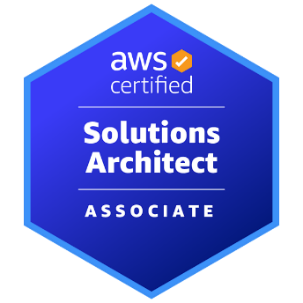 aws
certified
Solutions
Architect
ASSOCIATE